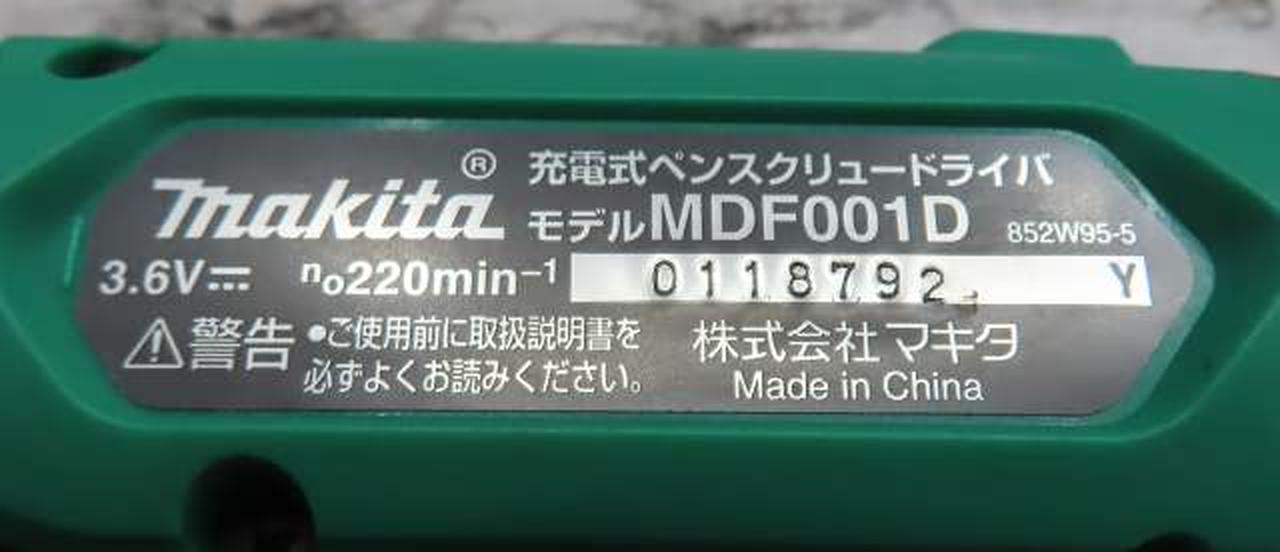 makita® 充電式ペンスクリュードライバ
モデルMDF001D 852W95-5
3.6V⎓ n₀220min⁻¹ 0118792 Y
⚠警告 •ご使用前に取扱説明書を
必ずよくお読みください。
株式会社マキタ
Made in China